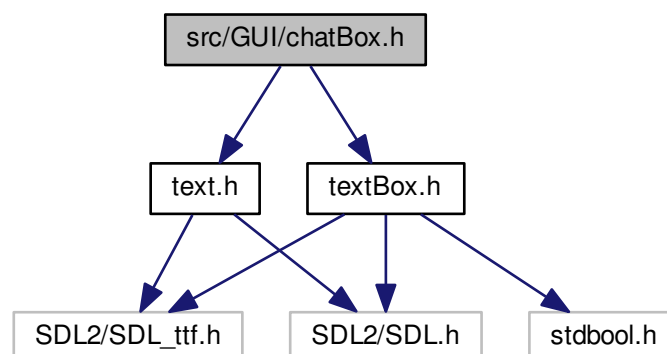 src/GUI/chatBox.h
text.h
textBox.h
SDL2/SDL_ttf.h
SDL2/SDL.h
stdbool.h